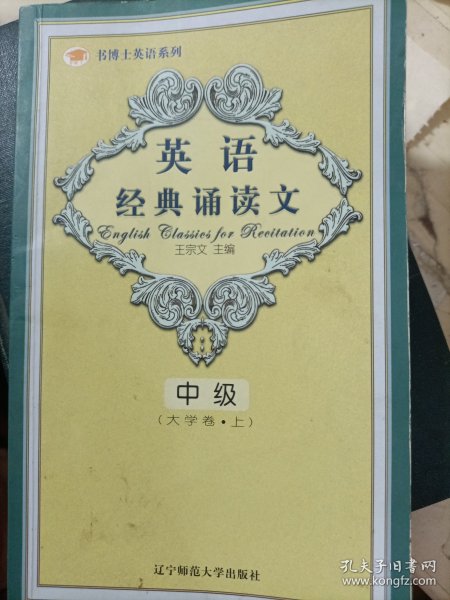 书博士英语系列
英语
经典诵读文
English Classics for Recitation
王宗文 主编
中级
(大学卷·上)
辽宁师范大学出版社
孔夫子旧书网
www.kongfz.com